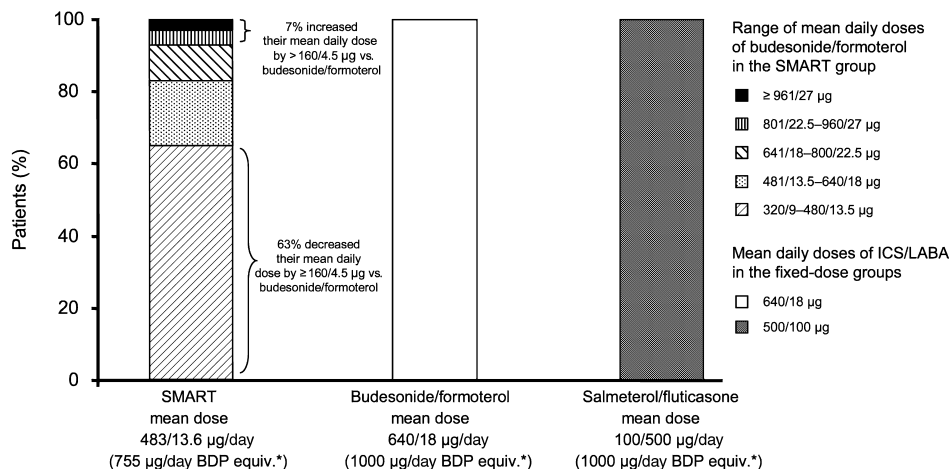 100
80
60
40
20
0
Patients (%)
7% increased
their mean daily dose
by > 160/4.5 µg vs.
budesonide/formoterol
63% decreased
their mean daily
dose by ≥ 160/4.5 µg vs.
budesonide/formoterol
SMART
mean dose
483/13.6 µg/day
(755 µg/day BDP equiv.*)
Budesonide/formoterol
mean dose
640/18 µg/day
(1000 µg/day BDP equiv.*)
Salmeterol/fluticasone
mean dose
100/500 µg/day
(1000 µg/day BDP equiv.*)
Range of mean daily doses
of budesonide/formoterol
in the SMART group
≥ 961/27 µg
801/22.5–960/27 µg
641/18–800/22.5 µg
481/13.5–640/18 µg
320/9–480/13.5 µg
Mean daily doses of ICS/LABA
in the fixed-dose groups
640/18 µg
500/100 µg